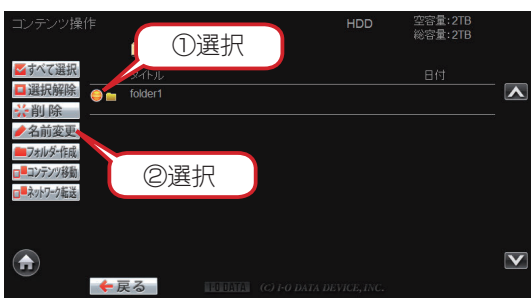 コンテンツ操作
HDD
空容量:2TB
総容量:2TB
①選択
タイトル
日付
すべて選択
選択解除
folder1
削除
名前変更
フォルダ作成
コンテンツ移動
②選択
ネットワーク転送
戻る
I-O DATA
(C) I-O DATA DEVICE, INC.